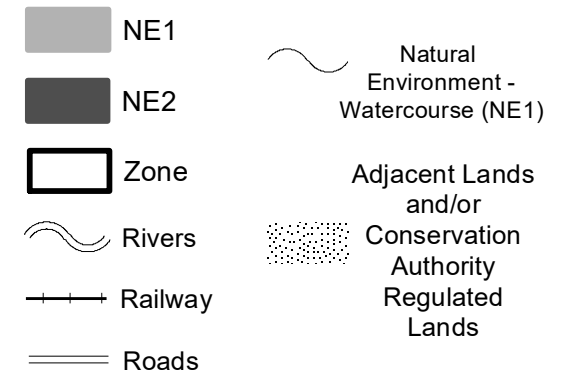 NE1
NE2
Zone
Rivers
Railway
Roads
Natural
Environment -
Watercourse (NE1)
Adjacent Lands
and/or
Conservation
Authority
Regulated
Lands